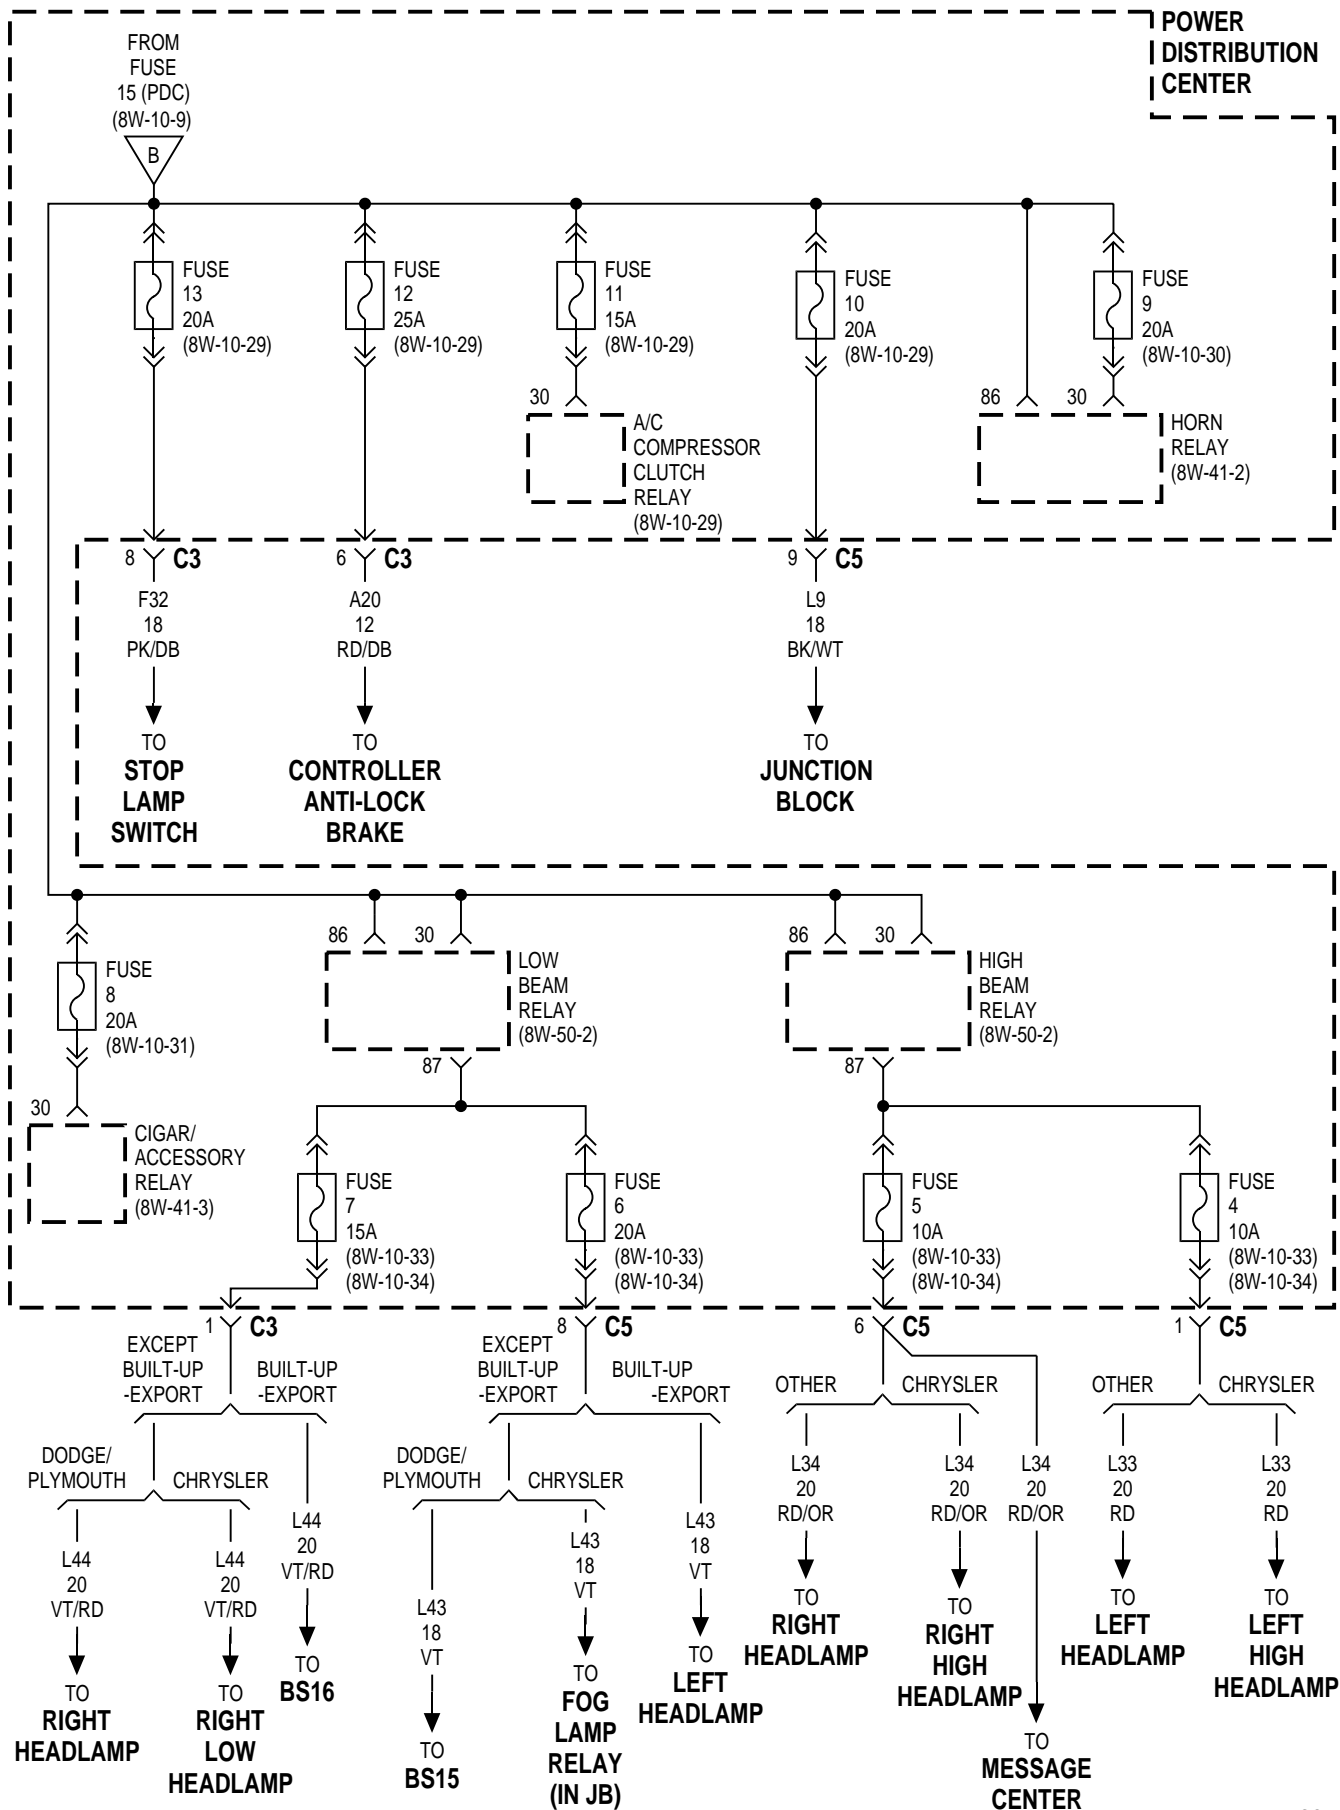 POWER
DISTRIBUTION
CENTER
FROM
FUSE
15 (PDC)
(8W-10-9)
B
FUSE
13
20A
(8W-10-29)
FUSE
12
25A
(8W-10-29)
FUSE
11
15A
(8W-10-29)
FUSE
10
20A
(8W-10-29)
FUSE
9
20A
(8W-10-30)
30
A/C
COMPRESSOR
CLUTCH
RELAY
(8W-10-29)
86
30
HORN
RELAY
(8W-41-2)
8
C3
6
C3
9
C5
F32
18
PK/DB
A20
12
RD/DB
L9
18
BK/WT
TO
STOP
LAMP
SWITCH
TO
CONTROLLER
ANTI-LOCK
BRAKE
TO
JUNCTION
BLOCK
FUSE
8
20A
(8W-10-31)
86
30
LOW
BEAM
RELAY
(8W-50-2)
87
86
30
HIGH
BEAM
RELAY
(8W-50-2)
87
30
CIGAR/
ACCESSORY
RELAY
(8W-41-3)
FUSE
7
15A
(8W-10-33)
(8W-10-34)
FUSE
6
20A
(8W-10-33)
(8W-10-34)
FUSE
5
10A
(8W-10-33)
(8W-10-34)
FUSE
4
10A
(8W-10-33)
(8W-10-34)
1
C3
8
C5
6
C5
1
C5
EXCEPT
BUILT-UP
-EXPORT
BUILT-UP
-EXPORT
EXCEPT
BUILT-UP
-EXPORT
BUILT-UP
-EXPORT
OTHER
CHRYSLER
OTHER
CHRYSLER
DODGE/
PLYMOUTH
CHRYSLER
DODGE/
PLYMOUTH
CHRYSLER
L44
20
VT/RD
L44
20
VT/RD
L44
20
VT/RD
L43
18
VT
L43
18
VT
L43
18
VT
L34
20
RD/OR
L34
20
RD/OR
L34
20
RD/OR
L33
20
RD
L33
20
RD
TO
RIGHT
HEADLAMP
TO
RIGHT
LOW
HEADLAMP
TO
BS16
TO
BS15
TO
FOG
LAMP
RELAY
(IN JB)
TO
LEFT
HEADLAMP
TO
RIGHT
HEADLAMP
TO
RIGHT
HIGH
HEADLAMP
TO
MESSAGE
CENTER
TO
LEFT
HEADLAMP
TO
LEFT
HIGH
HEADLAMP